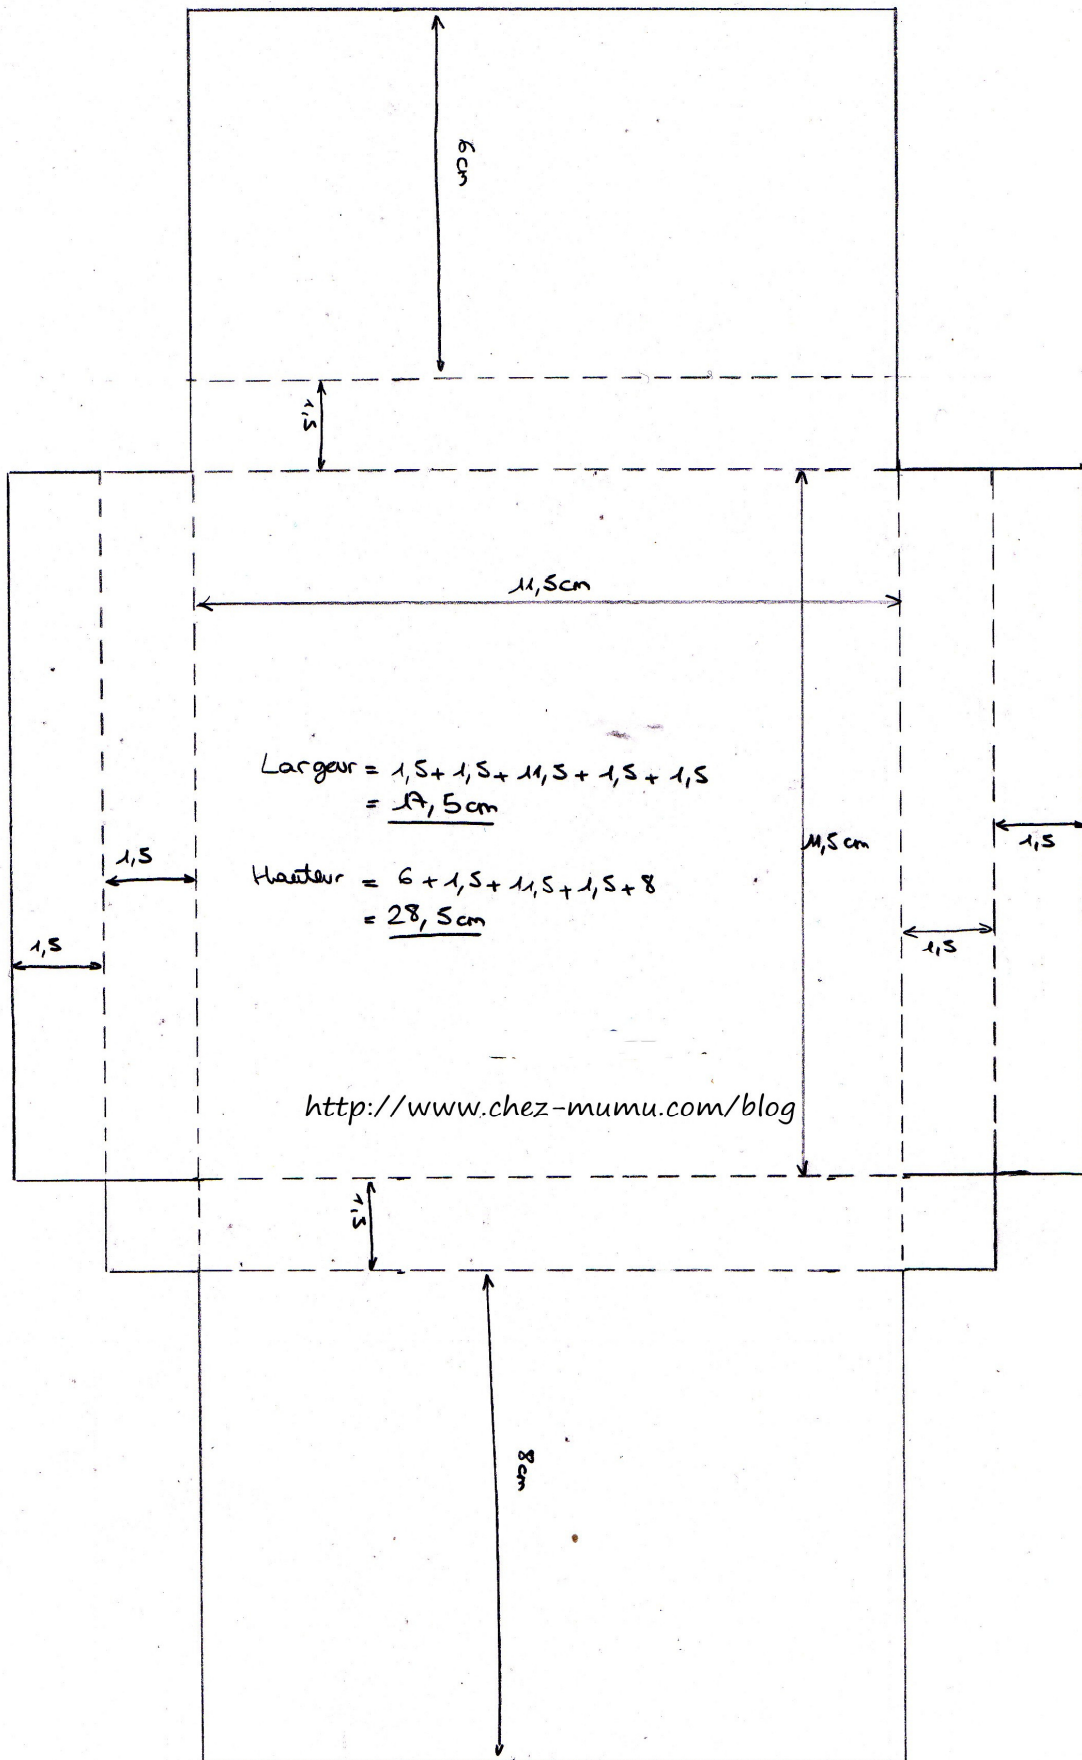 6cm
1,5
11,5cm
Largeur = 1,5 + 1,5 + 11,5 + 1,5 + 1,5
= 17,5cm
11,5cm
1,5
1,5
Hauteur = 6 + 1,5 + 11,5 + 1,5 + 8
= 28,5cm
1,5
1,5
http://www.chez-mumu.com/blog
1,5
8cm